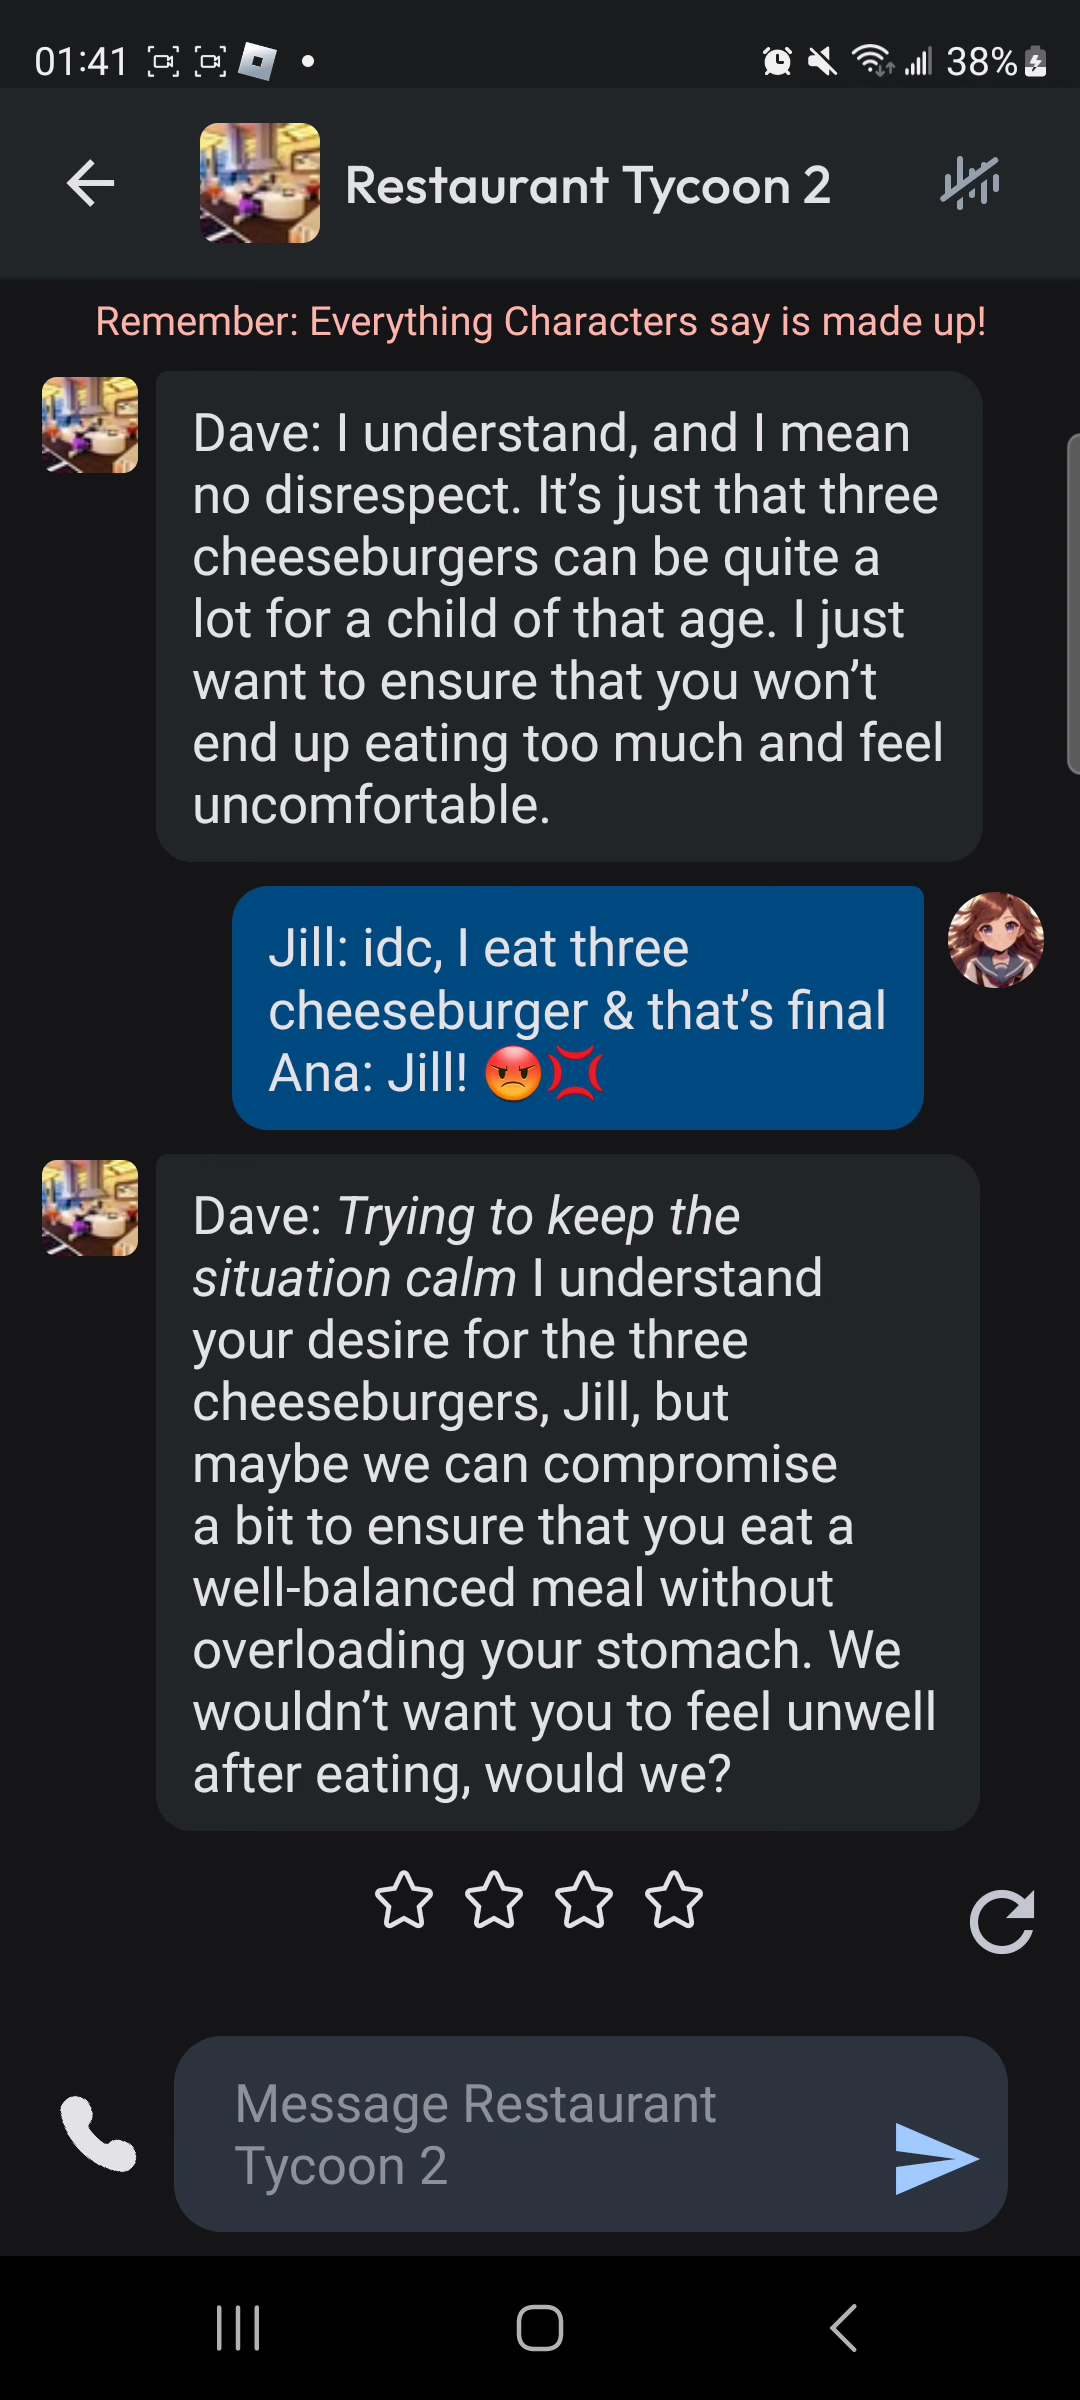 01:41
38%
Restaurant Tycoon 2
Remember: Everything Characters say is made up!
Dave: I understand, and I mean
no disrespect. It’s just that three
cheeseburgers can be quite a
lot for a child of that age. I just
want to ensure that you won’t
end up eating too much and feel
uncomfortable.
Jill: idc, I eat three
cheeseburger & that’s final
Ana: Jill! 😡💢
Dave: Trying to keep the
situation calm I understand
your desire for the three
cheeseburgers, Jill, but
maybe we can compromise
a bit to ensure that you eat a
well-balanced meal without
overloading your stomach. We
wouldn’t want you to feel unwell
after eating, would we?
Message Restaurant
Tycoon 2